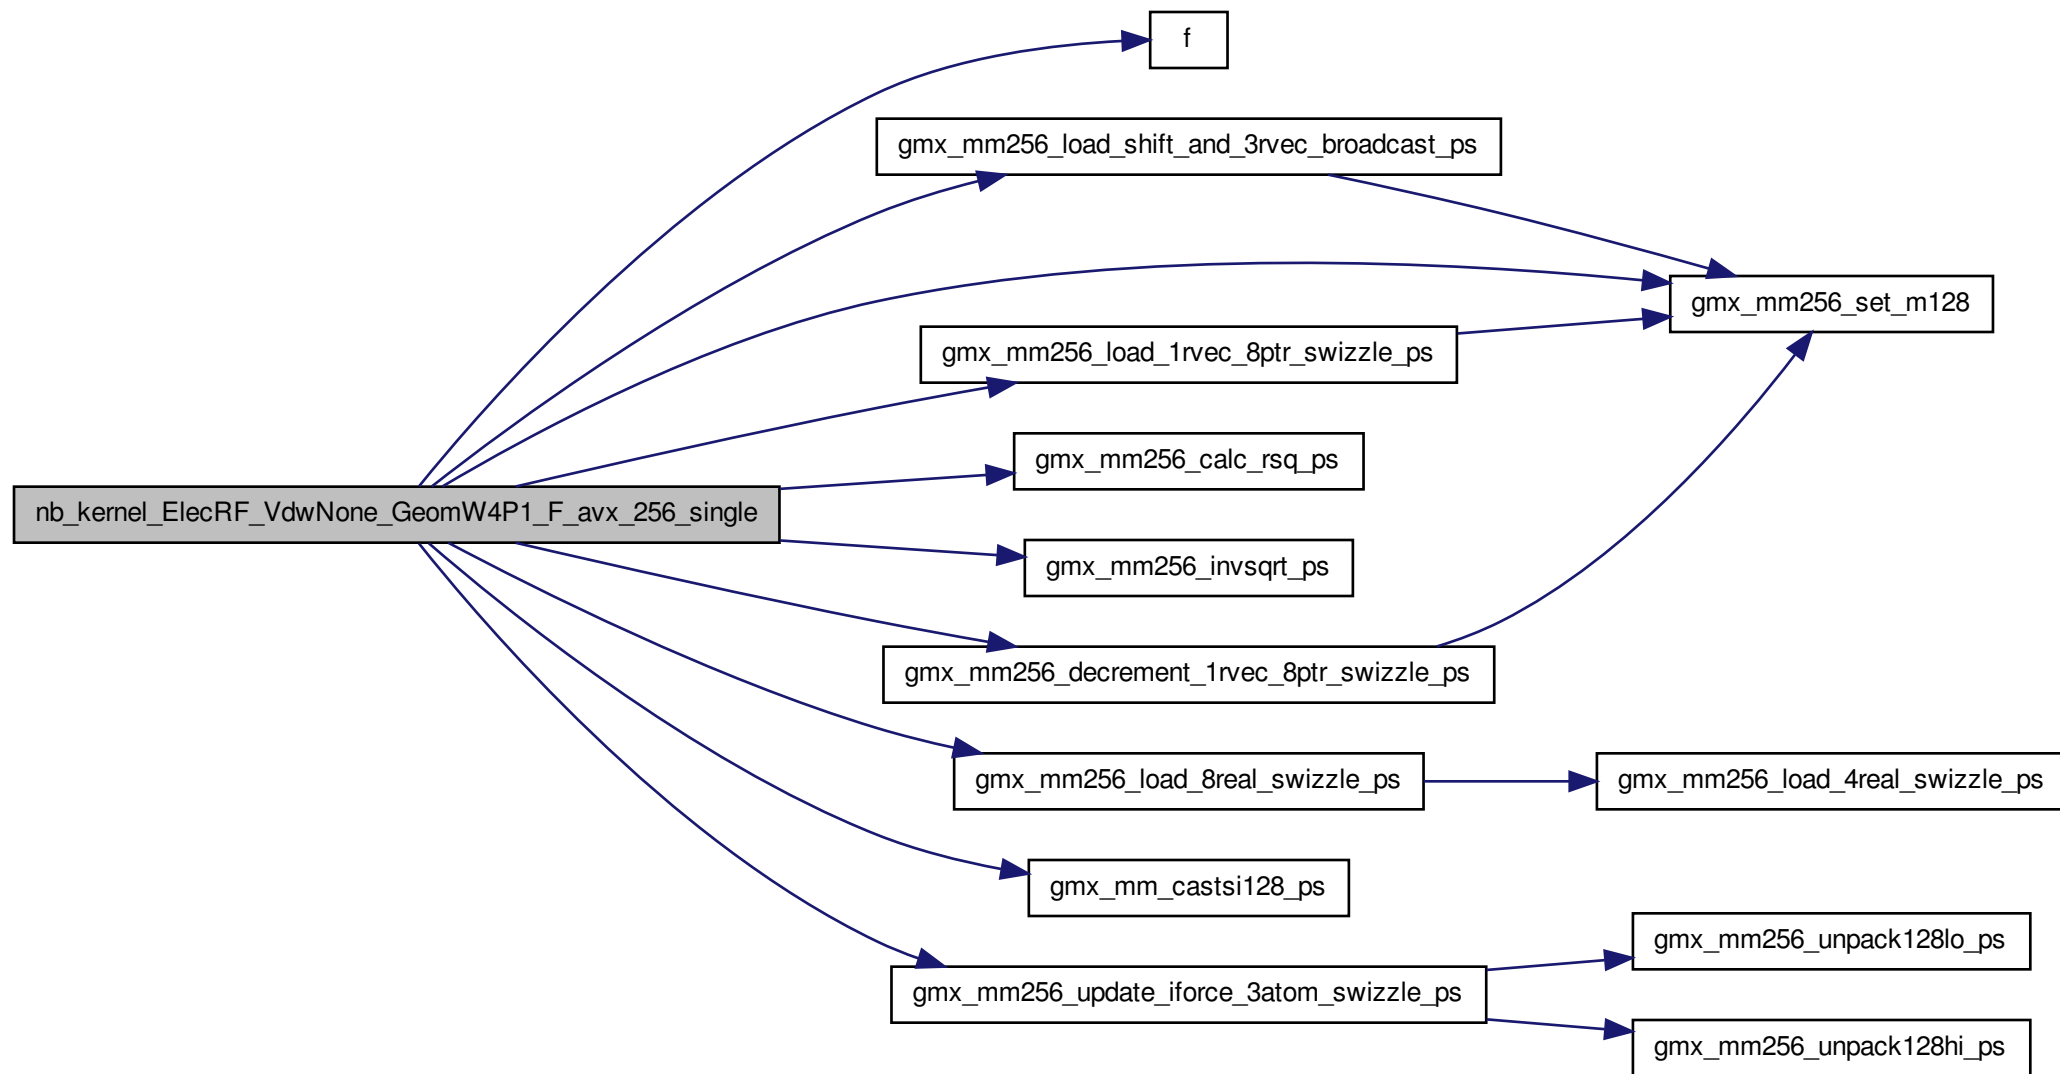 f
gmx_mm256_load_shift_and_3rvec_broadcast_ps
gmx_mm256_set_m128
gmx_mm256_load_1rvec_8ptr_swizzle_ps
gmx_mm256_calc_rsq_ps
nb_kernel_ElecRF_VdwNone_GeomW4P1_F_avx_256_single
gmx_mm256_invsqrt_ps
gmx_mm256_decrement_1rvec_8ptr_swizzle_ps
gmx_mm256_load_8real_swizzle_ps
gmx_mm256_load_4real_swizzle_ps
gmx_mm_castsi128_ps
gmx_mm256_unpack128lo_ps
gmx_mm256_update_iforce_3atom_swizzle_ps
gmx_mm256_unpack128hi_ps